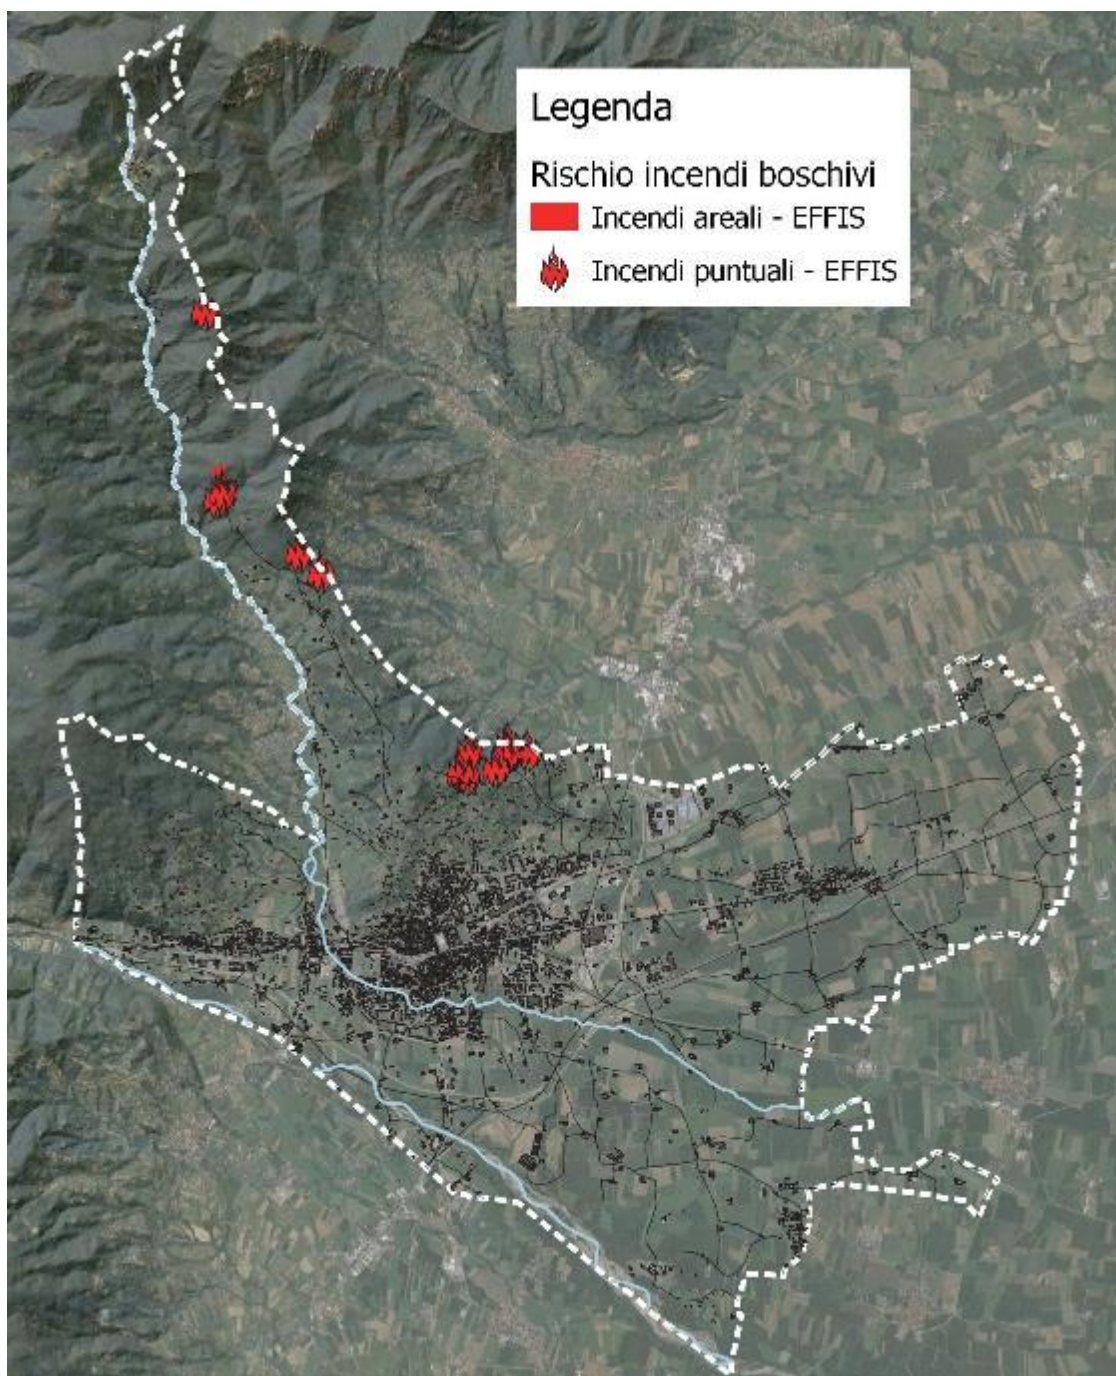 Legenda
Rischio incendi boschivi
Incendi areali - EFFIS
Incendi puntuali - EFFIS